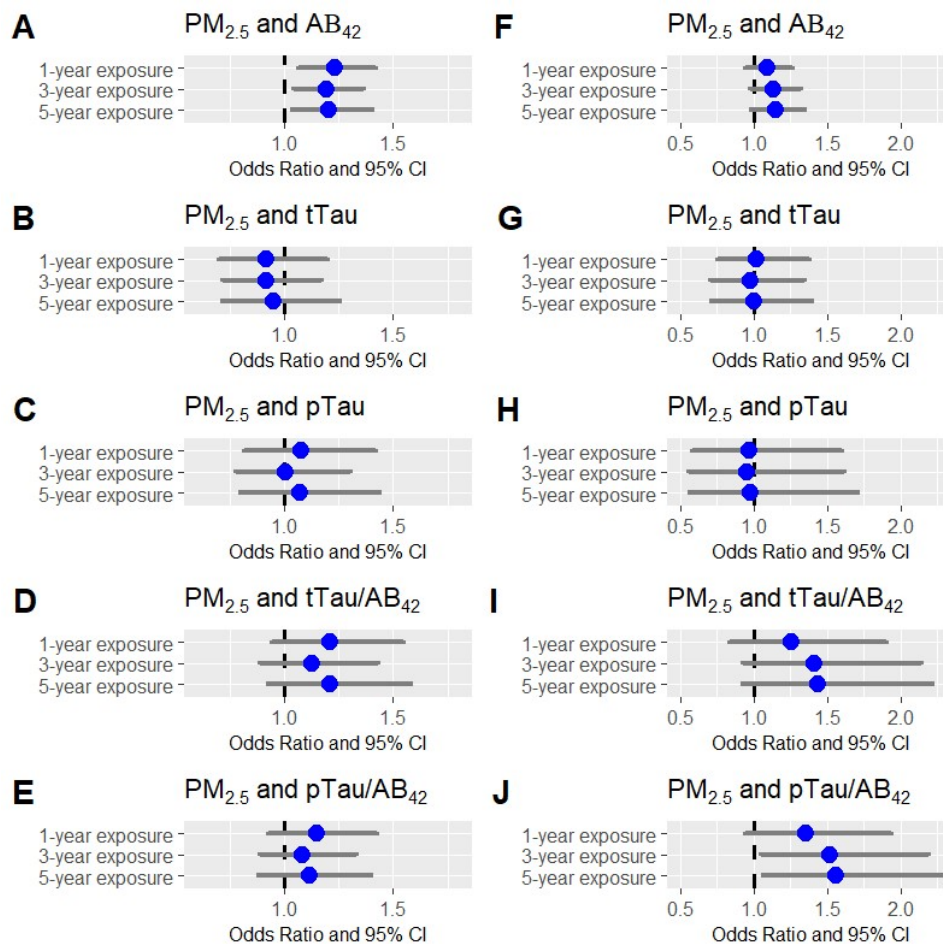 A PM2.5 and AB42
1-year exposure
3-year exposure
5-year exposure
1.0 1.5
Odds Ratio and 95% CI
F PM2.5 and AB42
1-year exposure
3-year exposure
5-year exposure
0.5 1.0 1.5 2.0
Odds Ratio and 95% CI
B PM2.5 and tTau
1-year exposure
3-year exposure
5-year exposure
1.0 1.5
Odds Ratio and 95% CI
G PM2.5 and tTau
1-year exposure
3-year exposure
5-year exposure
0.5 1.0 1.5 2.0
Odds Ratio and 95% CI
C PM2.5 and pTau
1-year exposure
3-year exposure
5-year exposure
1.0 1.5
Odds Ratio and 95% CI
H PM2.5 and pTau
1-year exposure
3-year exposure
5-year exposure
0.5 1.0 1.5 2.0
Odds Ratio and 95% CI
D PM2.5 and tTau/AB42
1-year exposure
3-year exposure
5-year exposure
1.0 1.5
Odds Ratio and 95% CI
I PM2.5 and tTau/AB42
1-year exposure
3-year exposure
5-year exposure
0.5 1.0 1.5 2.0
Odds Ratio and 95% CI
E PM2.5 and pTau/AB42
1-year exposure
3-year exposure
5-year exposure
1.0 1.5
Odds Ratio and 95% CI
J PM2.5 and pTau/AB42
1-year exposure
3-year exposure
5-year exposure
0.5 1.0 1.5 2.0
Odds Ratio and 95% CI